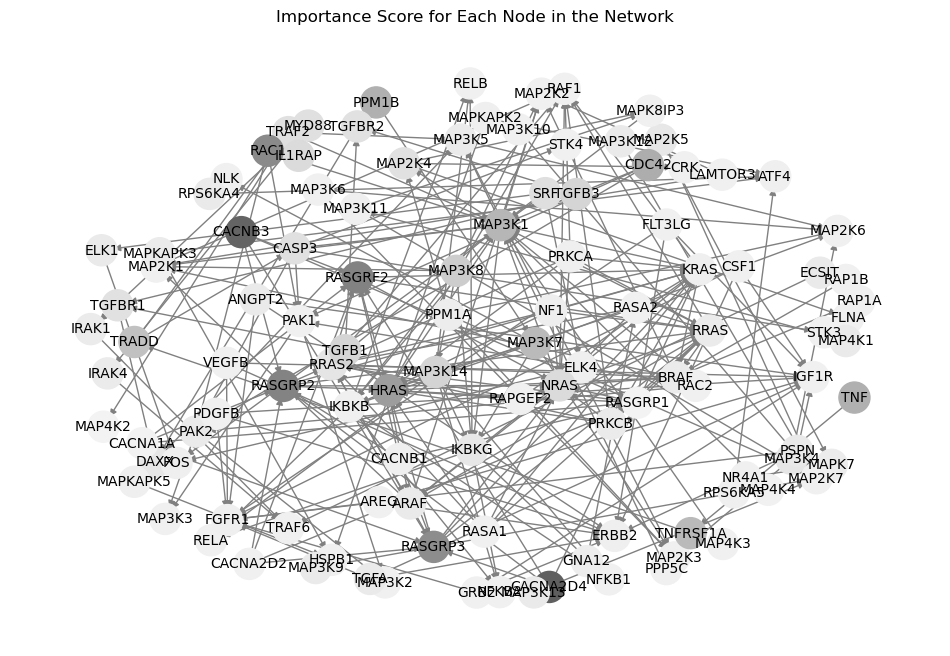 Importance Score for Each Node in the Network
RELB
RAF1
MAP2K2
PPM1B
MAPK8IP3
MAPKAPK2
MYD88
TGFBR2
MAP3K10
TRAF2
MAP3K5
STK4
MAP3K12
MAP2K5
RAC1
IL1RAP
MAP2K4
CDC42
CRK
LAMTOR3
ATF4
NLK
RPS6KA4
MAP3K6
SRF
TGFB3
MAP3K11
MAP3K1
FLT3LG
MAP2K6
CACNB3
ELK1
MAPKAPK3
CASP3
PRKCA
MAP2K1
MAP3K8
KRAS
CSF1
ECSIT
RAP1B
RASGRF2
ANGPT2
RAP1A
TGFBR1
RASA2
NF1
PPM1A
FLNA
PAK1
IRAK1
RRAS
STK3
MAP4K1
TRADD
MAP3K7
TGFB1
VEGFB
RRAS2
ELK4
IRAK4
MAP3K14
BRAF
IGF1R
RASGRP2
HRAS
NRAS
RAC2
TNF
RAPGEF2
RASGRP1
IKBKB
PDGFB
MAP4K2
PAK2
PRKCB
CACNA1A
IKBKG
PSPN
CACNB1
DAXX
FOS
MAP3K4
MAPK7
MAPKAPK5
NR4A1
MAP2K7
MAP4K4
RPS6KA5
AREG
ARAF
MAP3K3
FGFR1
TRAF6
RASA1
ERBB2
TNFRSF1A
RELA
RASGRP3
MAP4K3
CACNA2D2
HSPB1
GNA12
MAP2K3
MAP3K9
PPP5C
TGFA
MAP3K2
NFKB1
CACNA2D4
GRB2
NFKB2
MAP3K13